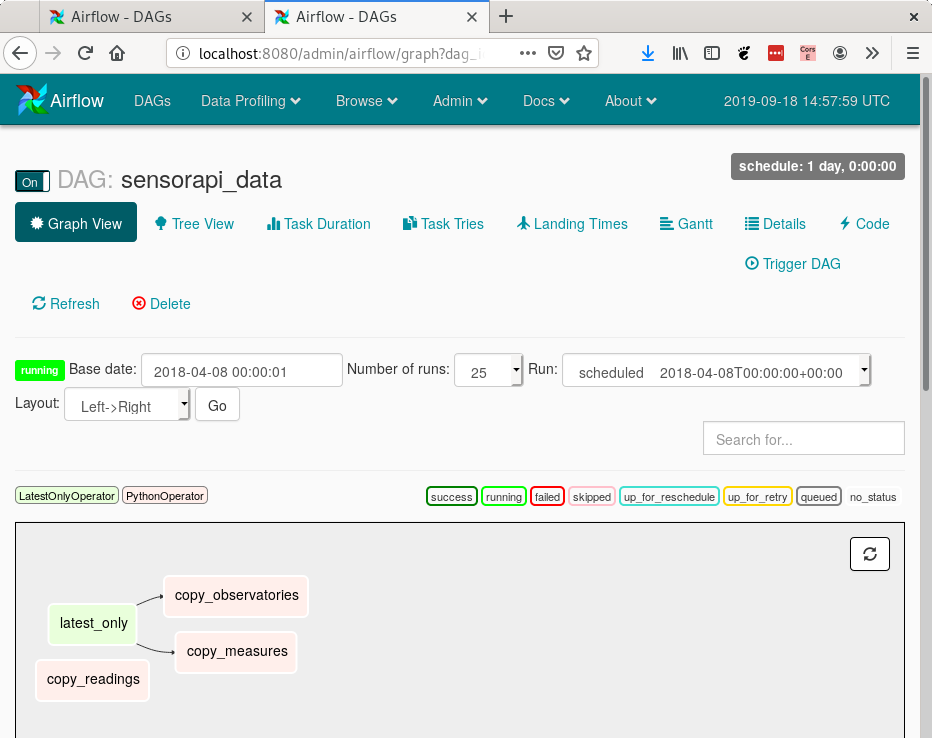 Airflow - DAGs
Airflow - DAGs
localhost:8080/admin/airflow/graph?dag_i
Cors E
Airflow DAGs Data Profiling Browse Admin Docs About 2019-09-18 14:57:59 UTC
schedule: 1 day, 0:00:00
On DAG: sensorapi_data
Graph View Tree View Task Duration Task Tries Landing Times Gantt Details Code
Trigger DAG
Refresh Delete
running Base date: 2018-04-08 00:00:01 Number of runs: 25 Run: scheduled 2018-04-08T00:00:00+00:00
Layout: Left->Right Go
Search for...
LatestOnlyOperator PythonOperator success running failed skipped up_for_reschedule up_for_retry queued no_status
copy_observatories
latest_only
copy_measures
copy_readings